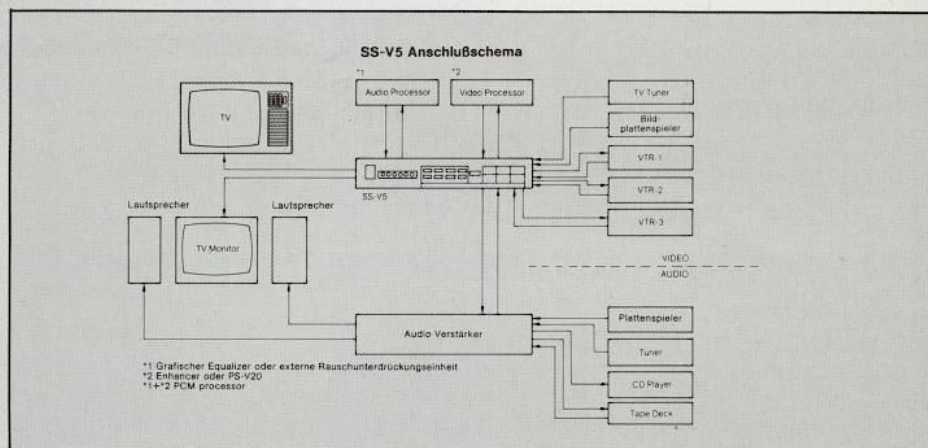 SS-V5 Anschlußschema
*1
*2
Audio Processor
Video Processor
TV Tuner
TV
Bild-
plattenspieler
VTR-1
VTR-2
SS-V5
Lautsprecher
Lautsprecher
VTR-3
TV Monitor
VIDEO
AUDIO
Plattenspieler
Audio Verstärker
Tuner
*1 Grafischer Equalizer oder externe Rauschunterdrückungseinheit
*2 Enhancer oder PS-V20
*1+*2 PCM processor
CD Player
Tape Deck